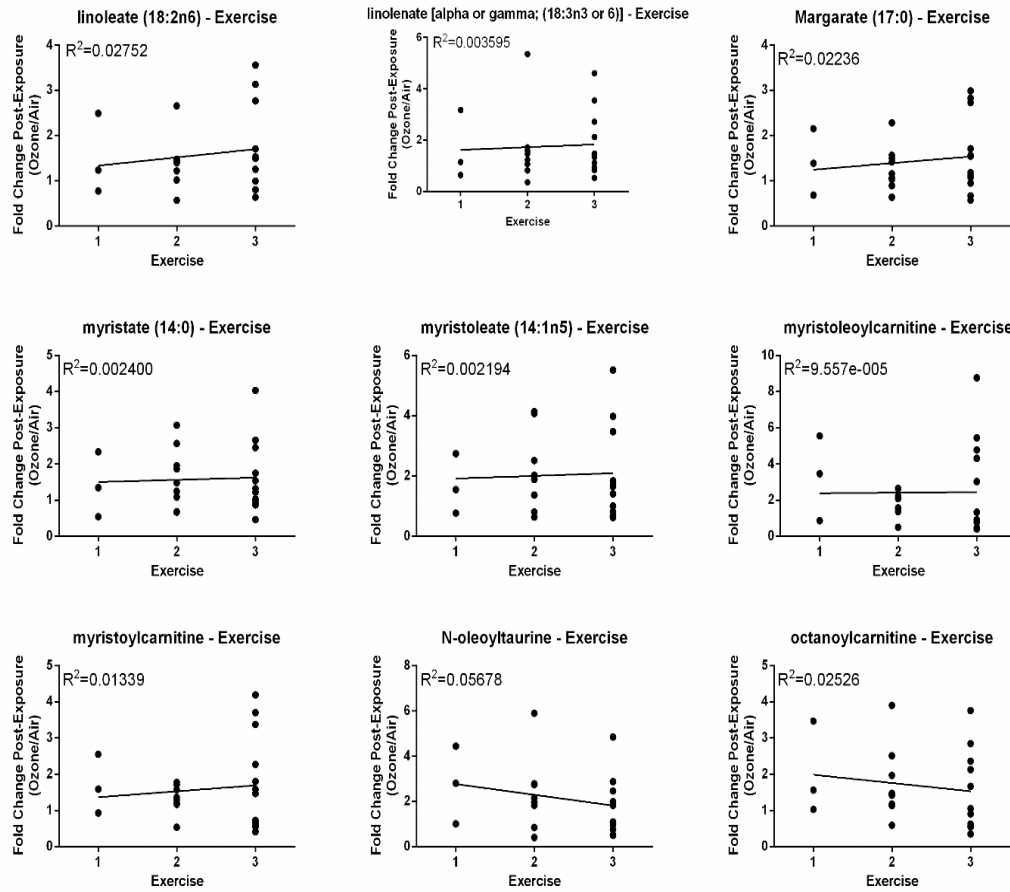 linoleate (18:2n6) - Exercise
R²=0.02752
Fold Change Post-Exposure
(Ozone/Air)
4
3
2
1
0
1 2 3
Exercise
linolenate [alpha or gamma; (18:3n3 or 6)] - Exercise
R²=0.003595
Fold Change Post-Exposure
(Ozone/Air)
6
4
2
0
1 2 3
Exercise
Margarate (17:0) - Exercise
R²=0.02236
Fold Change Post-Exposure
(Ozone/Air)
4
3
2
1
0
1 2 3
Exercise
myristate (14:0) - Exercise
R²=0.002400
Fold Change Post-Exposure
(Ozone/Air)
5
4
3
2
1
0
1 2 3
Exercise
myristoleate (14:1n5) - Exercise
R²=0.002194
Fold Change Post-Exposure
(Ozone/Air)
6
4
2
0
1 2 3
Exercise
myristoleoylcarnitine - Exercise
R²=9.557e-005
Fold Change Post-Exposure
(Ozone/Air)
10
8
6
4
2
0
1 2 3
Exercise
myristoylcarnitine - Exercise
R²=0.01339
Fold Change Post-Exposure
(Ozone/Air)
5
4
3
2
1
0
1 2 3
Exercise
N-oleoyltaurine - Exercise
R²=0.05678
Fold Change Post-Exposure
(Ozone/Air)
8
6
4
2
0
1 2 3
Exercise
octanoylcarnitine - Exercise
R²=0.02526
Fold Change Post-Exposure
(Ozone/Air)
5
4
3
2
1
0
1 2 3
Exercise